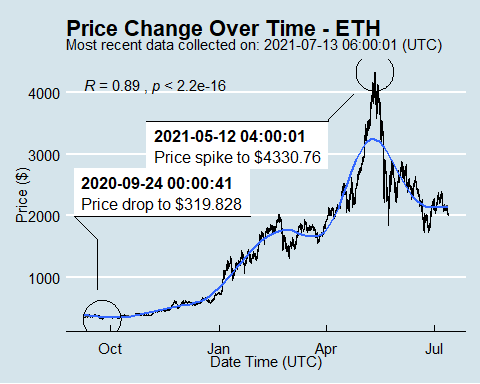 Price Change Over Time - ETH
Most recent data collected on: 2021-07-13 06:00:01 (UTC)
R = 0.89 , p < 2.2e-16
4000
2021-05-12 04:00:01
Price spike to $4330.76
3000
2020-09-24 00:00:41
Price drop to $319.828
Price ($)
2000
1000
Oct
Jan
Apr
Jul
Date Time (UTC)